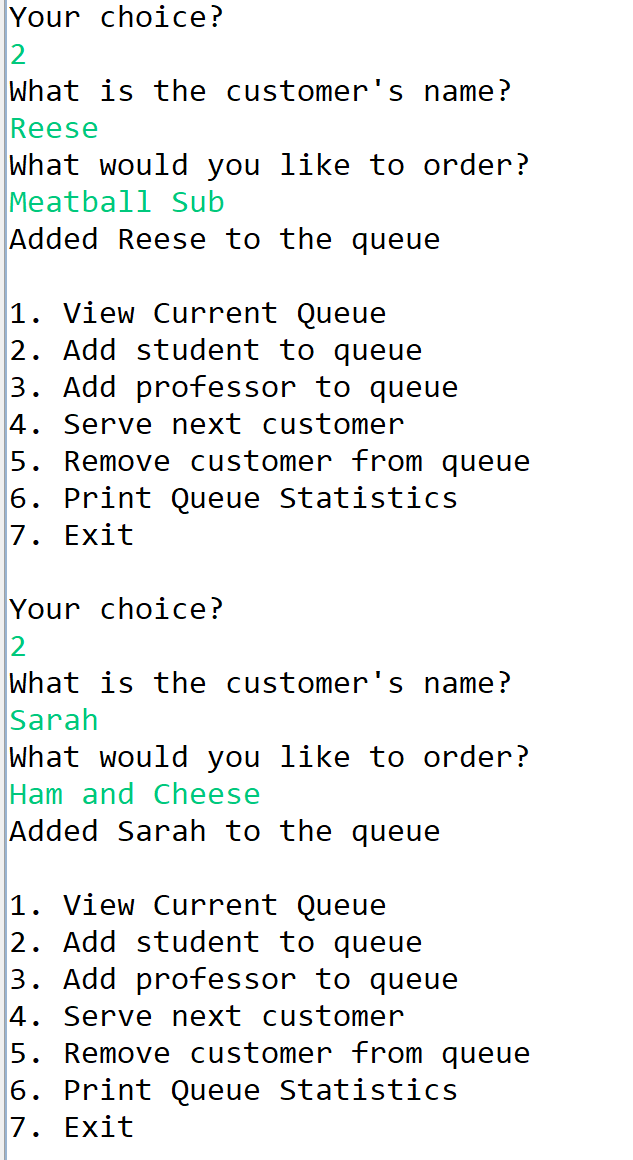 Your choice?
2
What is the customer's name?
Reese
What would you like to order?
Meatball Sub
Added Reese to the queue
1. View Current Queue
2. Add student to queue
3. Add professor to queue
4. Serve next customer
5. Remove customer from queue
6. Print Queue Statistics
7. Exit
Your choice?
2
What is the customer's name?
Sarah
What would you like to order?
Ham and Cheese
Added Sarah to the queue
1. View Current Queue
2. Add student to queue
3. Add professor to queue
4. Serve next customer
5. Remove customer from queue
6. Print Queue Statistics
7. Exit